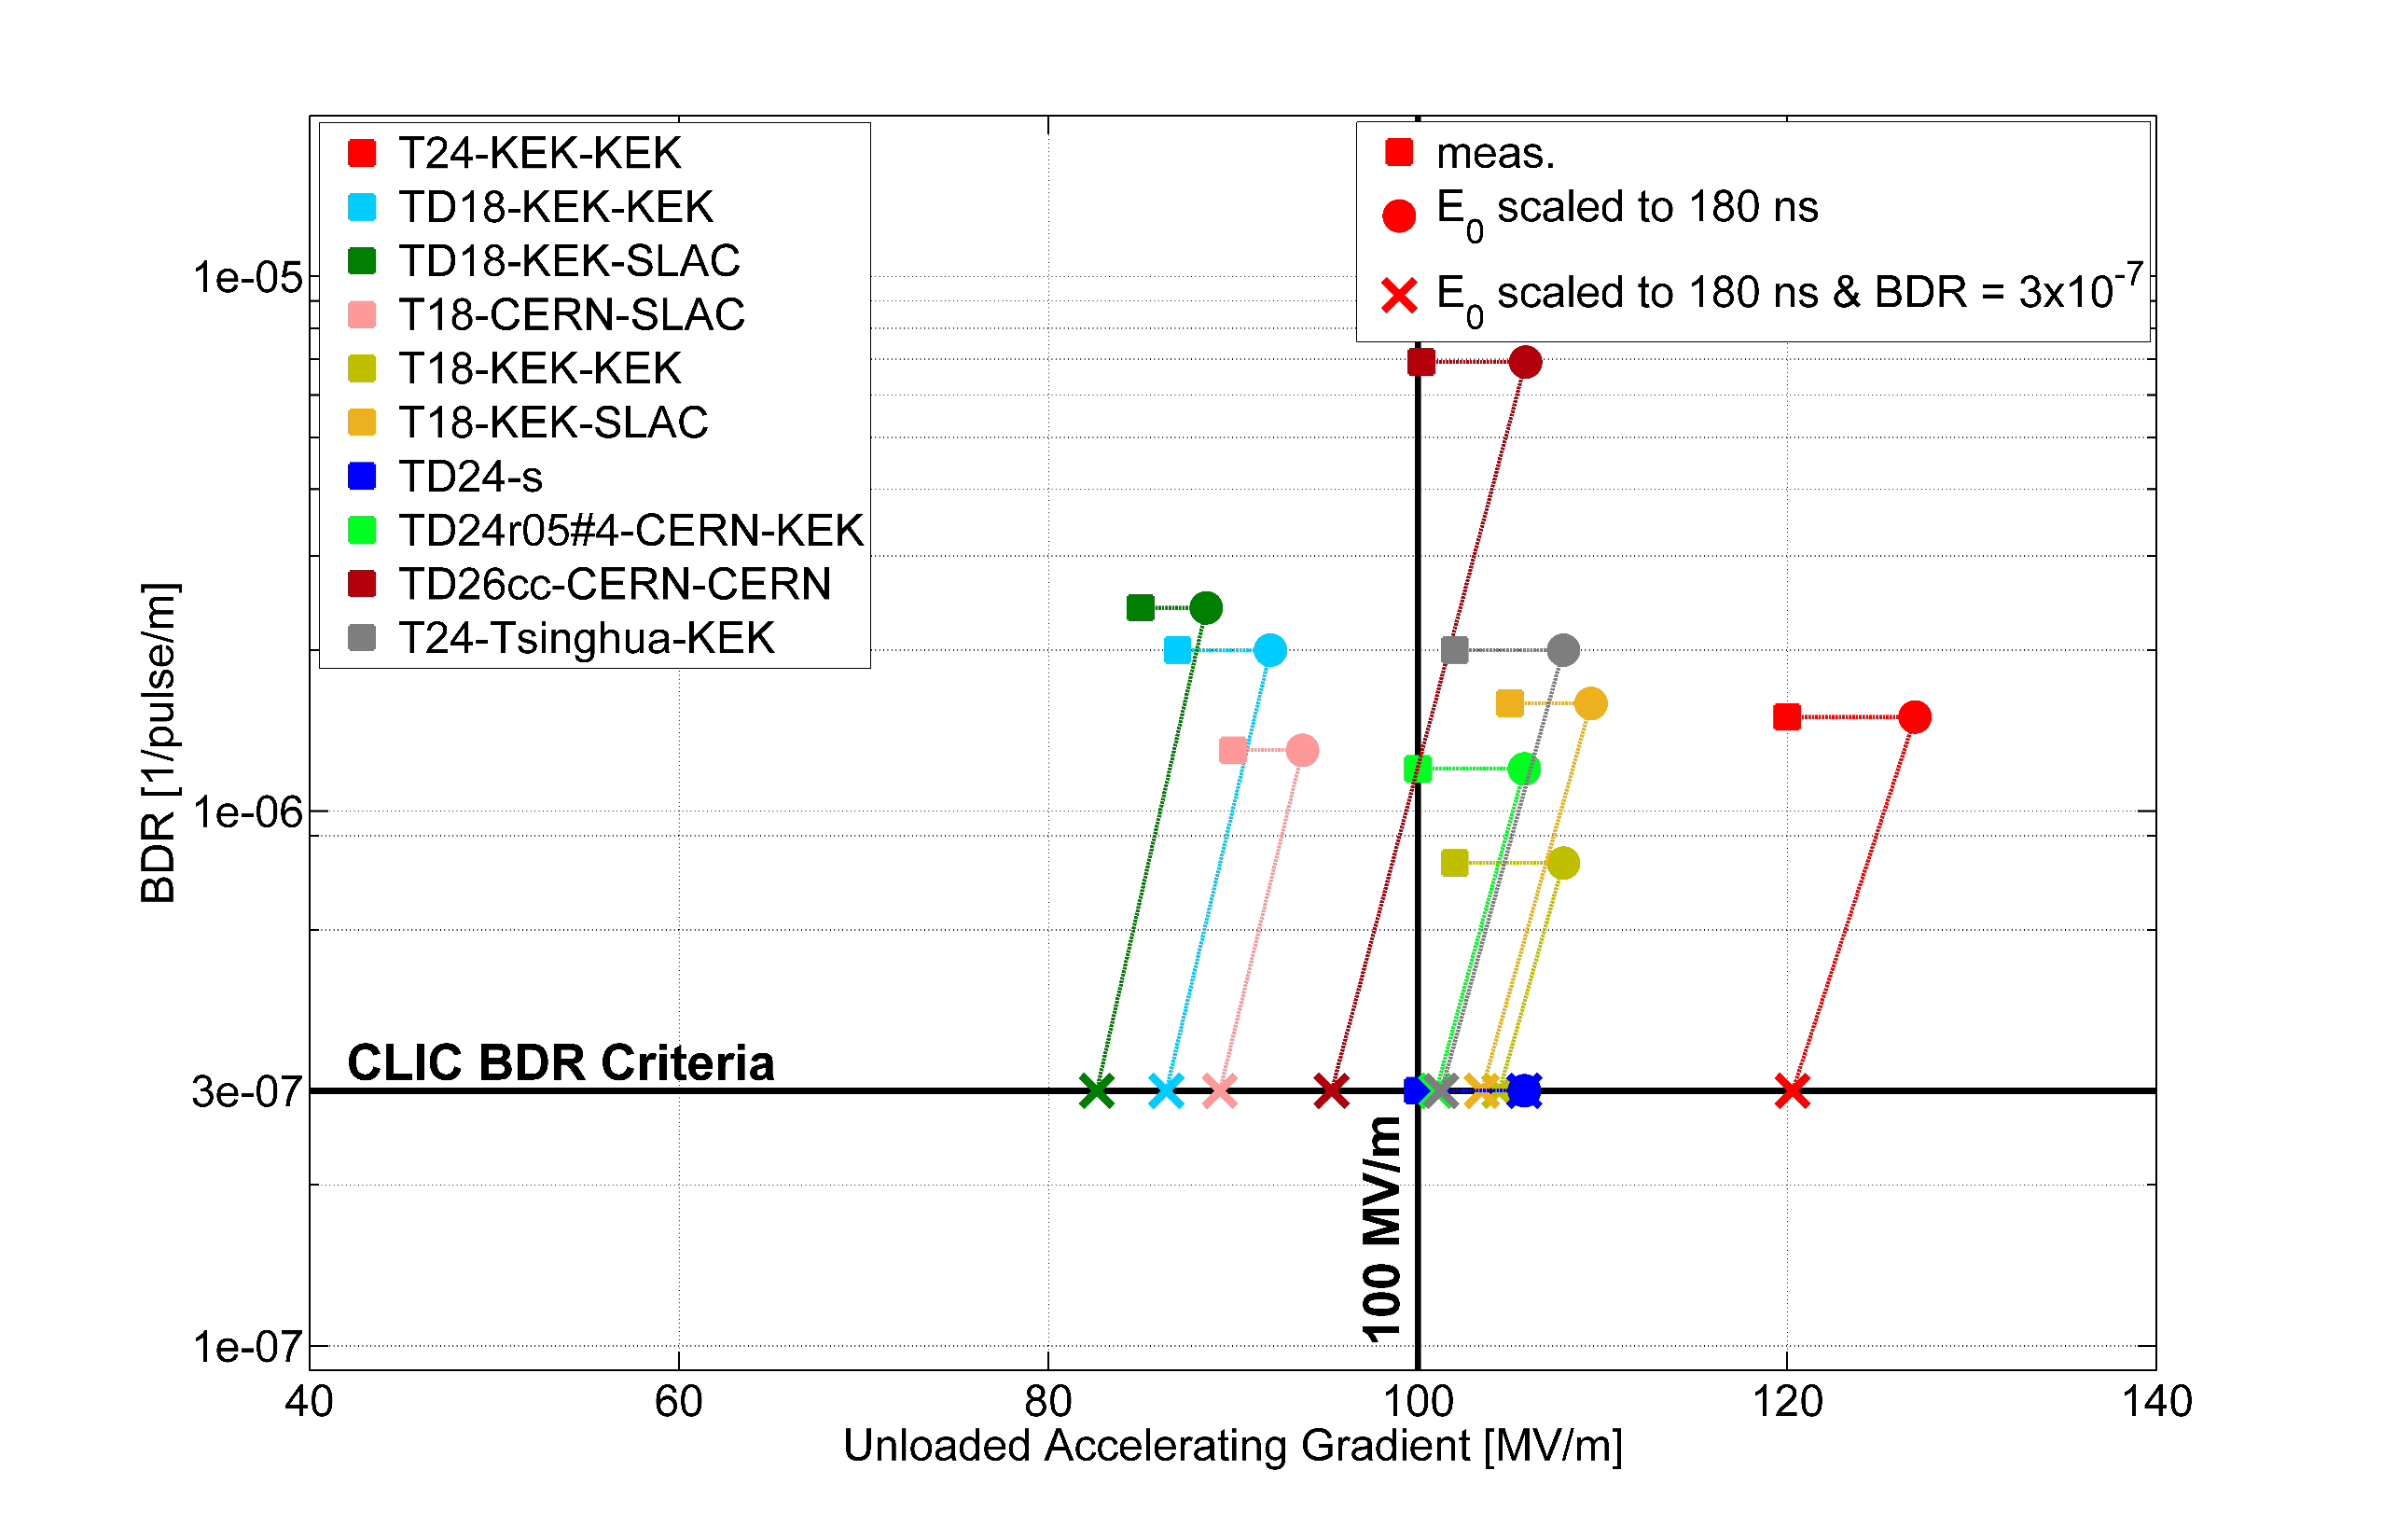 T24-KEK-KEK
TD18-KEK-KEK
TD18-KEK-SLAC
T18-CERN-SLAC
T18-KEK-KEK
T18-KEK-SLAC
TD24-s
TD24r05#4-CERN-KEK
TD26cc-CERN-CERN
T24-Tsinghua-KEK
meas.
E0 scaled to 180 ns
E0 scaled to 180 ns & BDR = 3x10-7
1e-05
1e-06
3e-07
1e-07
BDR [1/pulse/m]
CLIC BDR Criteria
100 MV/m
40 60 80 100 120 140
Unloaded Accelerating Gradient [MV/m]